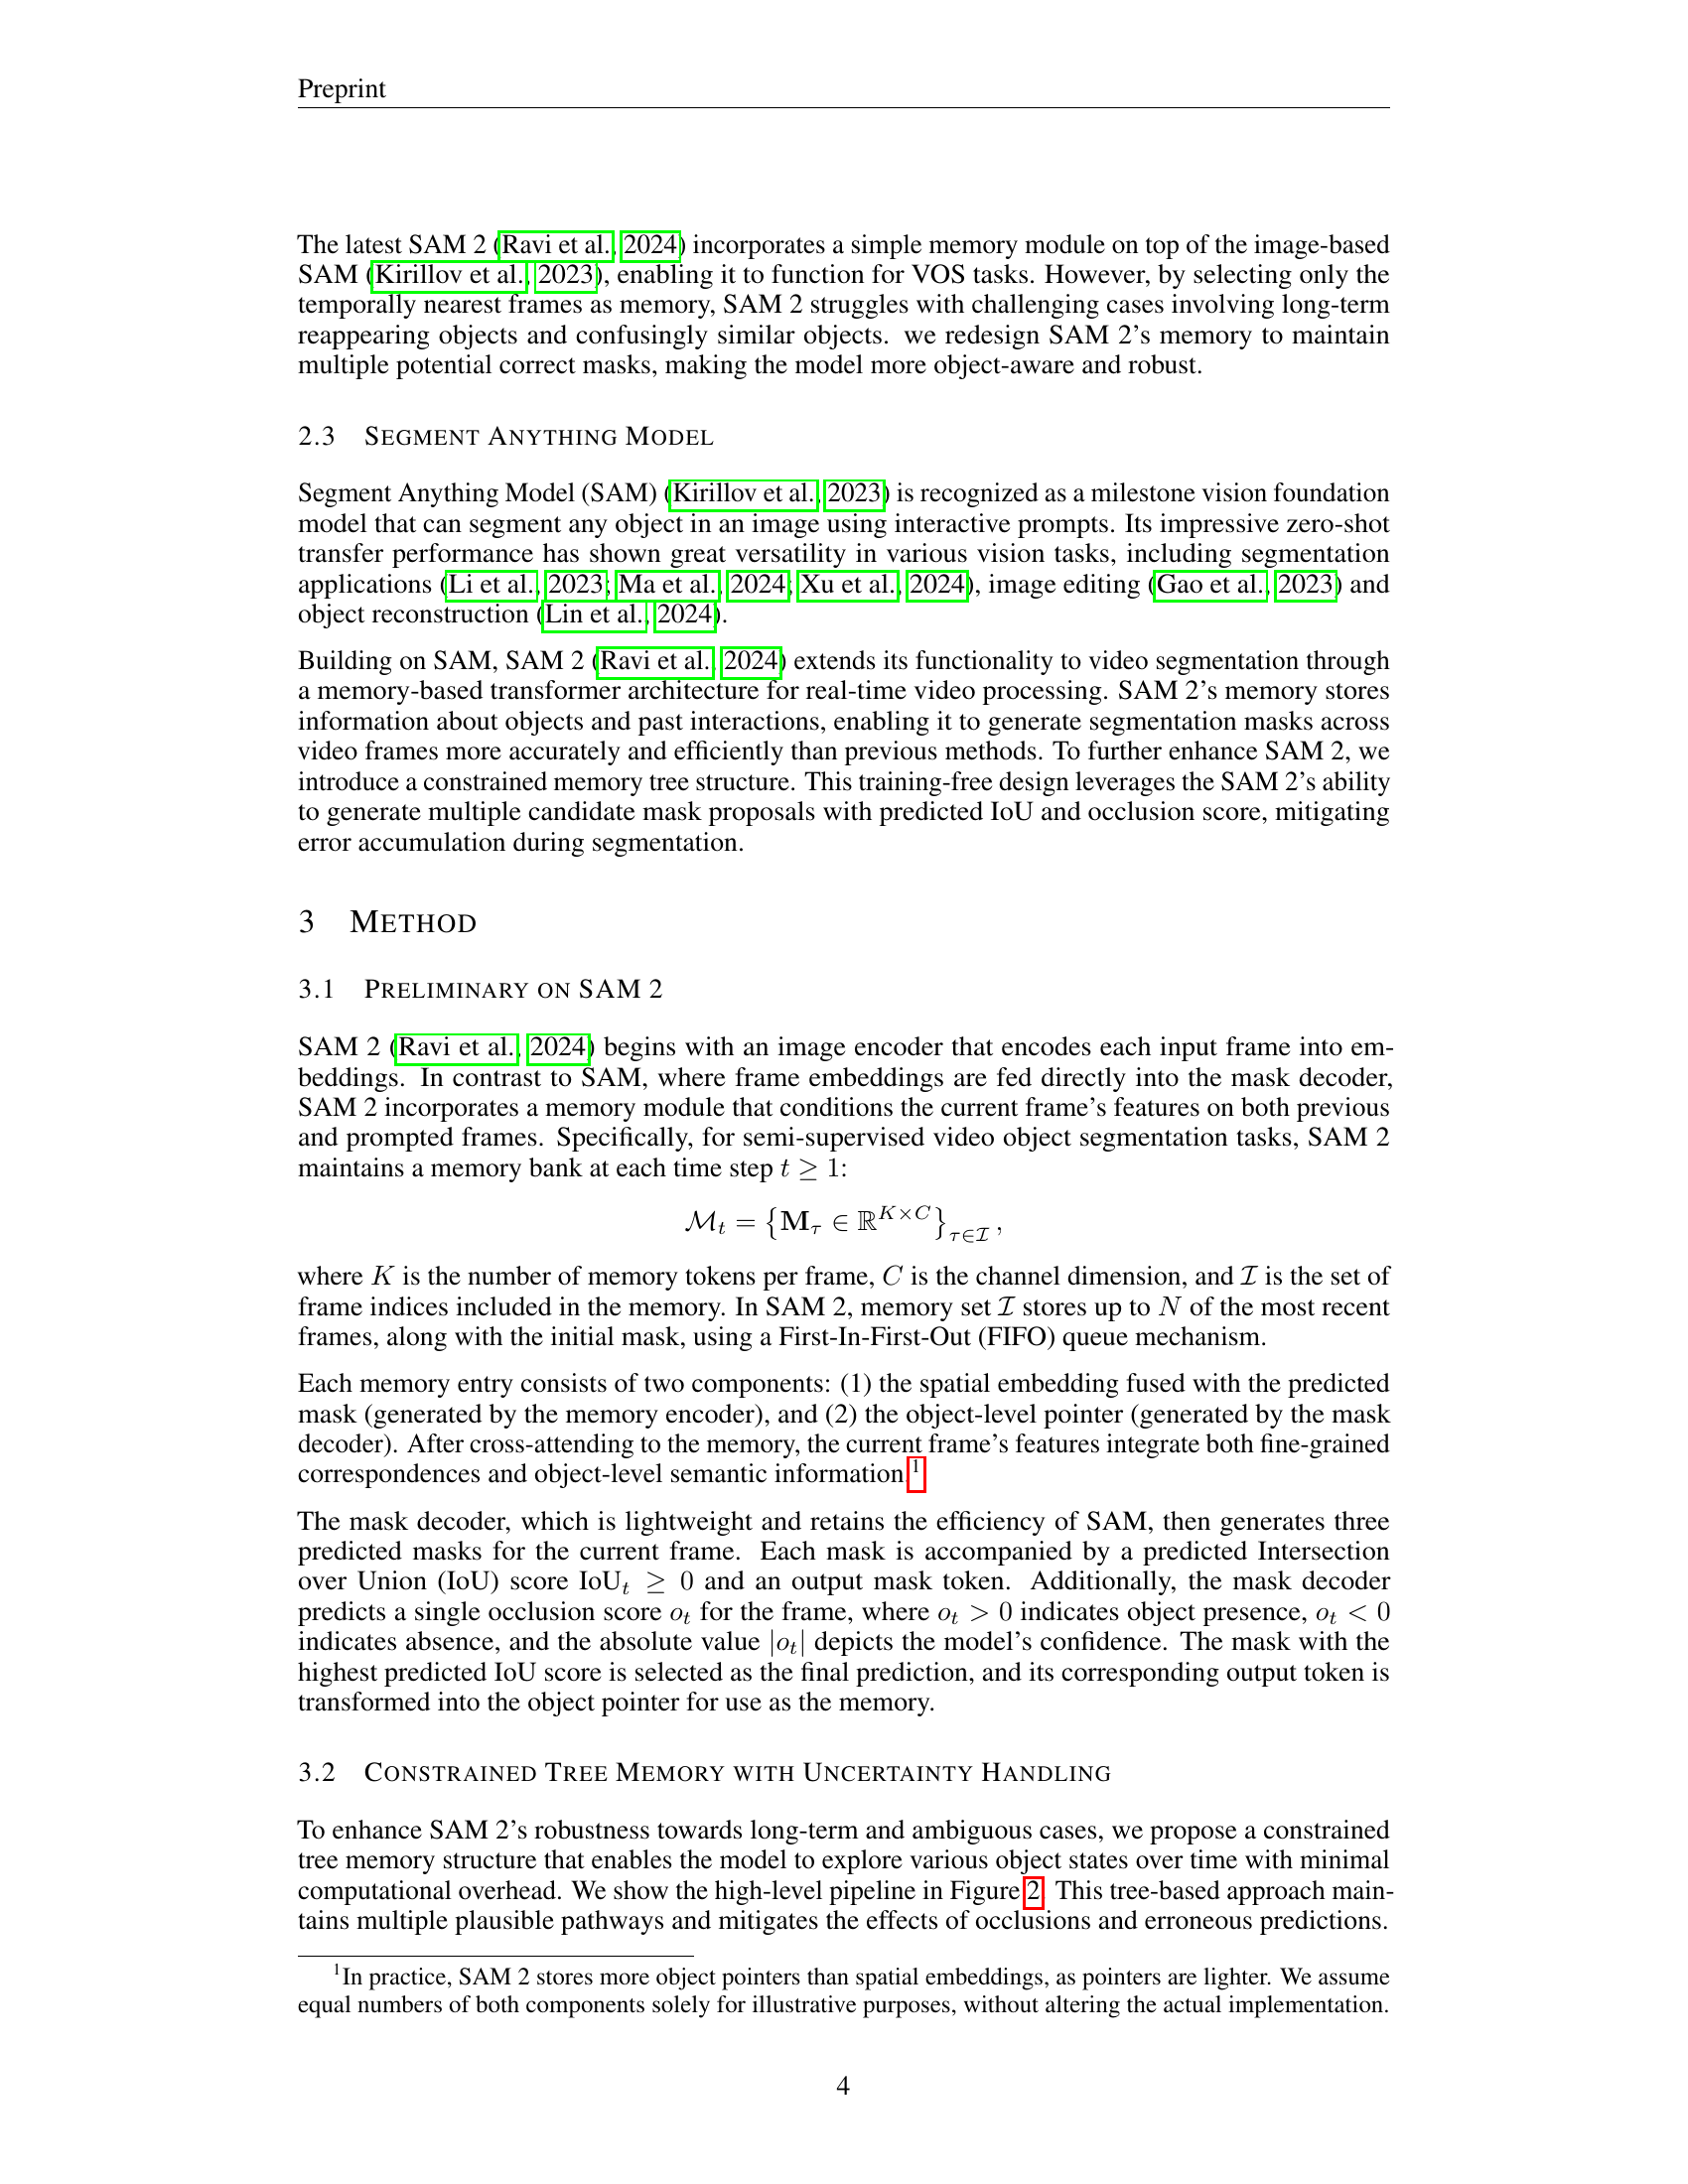 Preprint
The latest SAM 2 (Ravi et al., 2024) incorporates a simple memory module on top of the image-based
SAM (Kirillov et al., 2023), enabling it to function for VOS tasks. However, by selecting only the
temporally nearest frames as memory, SAM 2 struggles with challenging cases involving long-term
reappearing objects and confusingly similar objects. we redesign SAM 2's memory to maintain
multiple potential correct masks, making the model more object-aware and robust.
2.3 SEGMENT ANYTHING MODEL
Segment Anything Model (SAM) (Kirillov et al., 2023) is recognized as a milestone vision foundation
model that can segment any object in an image using interactive prompts. Its impressive zero-shot
transfer performance has shown great versatility in various vision tasks, including segmentation
applications (Li et al., 2023; Ma et al., 2024; Xu et al., 2024), image editing (Gao et al., 2023) and
object reconstruction (Lin et al., 2024).
Building on SAM, SAM 2 (Ravi et al., 2024) extends its functionality to video segmentation through
a memory-based transformer architecture for real-time video processing. SAM 2's memory stores
information about objects and past interactions, enabling it to generate segmentation masks across
video frames more accurately and efficiently than previous methods. To further enhance SAM 2, we
introduce a constrained memory tree structure. This training-free design leverages the SAM 2's ability
to generate multiple candidate mask proposals with predicted IoU and occlusion score, mitigating
error accumulation during segmentation.
3 METHOD
3.1 PRELIMINARY ON SAM 2
SAM 2 (Ravi et al., 2024) begins with an image encoder that encodes each input frame into em-
beddings. In contrast to SAM, where frame embeddings are fed directly into the mask decoder,
SAM 2 incorporates a memory module that conditions the current frame's features on both previous
and prompted frames. Specifically, for semi-supervised video object segmentation tasks, SAM 2
maintains a memory bank at each time step t ≥ 1:
ℳ_t = {M_τ ∈ ℝ^{K×C}}_{τ∈ℐ},
where K is the number of memory tokens per frame, C is the channel dimension, and ℐ is the set of
frame indices included in the memory. In SAM 2, memory set ℐ stores up to N of the most recent
frames, along with the initial mask, using a First-In-First-Out (FIFO) queue mechanism.
Each memory entry consists of two components: (1) the spatial embedding fused with the predicted
mask (generated by the memory encoder), and (2) the object-level pointer (generated by the mask
decoder). After cross-attending to the memory, the current frame's features integrate both fine-grained
correspondences and object-level semantic information.¹
The mask decoder, which is lightweight and retains the efficiency of SAM, then generates three
predicted masks for the current frame. Each mask is accompanied by a predicted Intersection
over Union (IoU) score IoU_t ≥ 0 and an output mask token. Additionally, the mask decoder
predicts a single occlusion score o_t for the frame, where o_t > 0 indicates object presence, o_t < 0
indicates absence, and the absolute value |o_t| depicts the model's confidence. The mask with the
highest predicted IoU score is selected as the final prediction, and its corresponding output token is
transformed into the object pointer for use as the memory.
3.2 CONSTRAINED TREE MEMORY WITH UNCERTAINTY HANDLING
To enhance SAM 2's robustness towards long-term and ambiguous cases, we propose a constrained
tree memory structure that enables the model to explore various object states over time with minimal
computational overhead. We show the high-level pipeline in Figure 2. This tree-based approach main-
tains multiple plausible pathways and mitigates the effects of occlusions and erroneous predictions.
¹In practice, SAM 2 stores more object pointers than spatial embeddings, as pointers are lighter. We assume
equal numbers of both components solely for illustrative purposes, without altering the actual implementation.
4